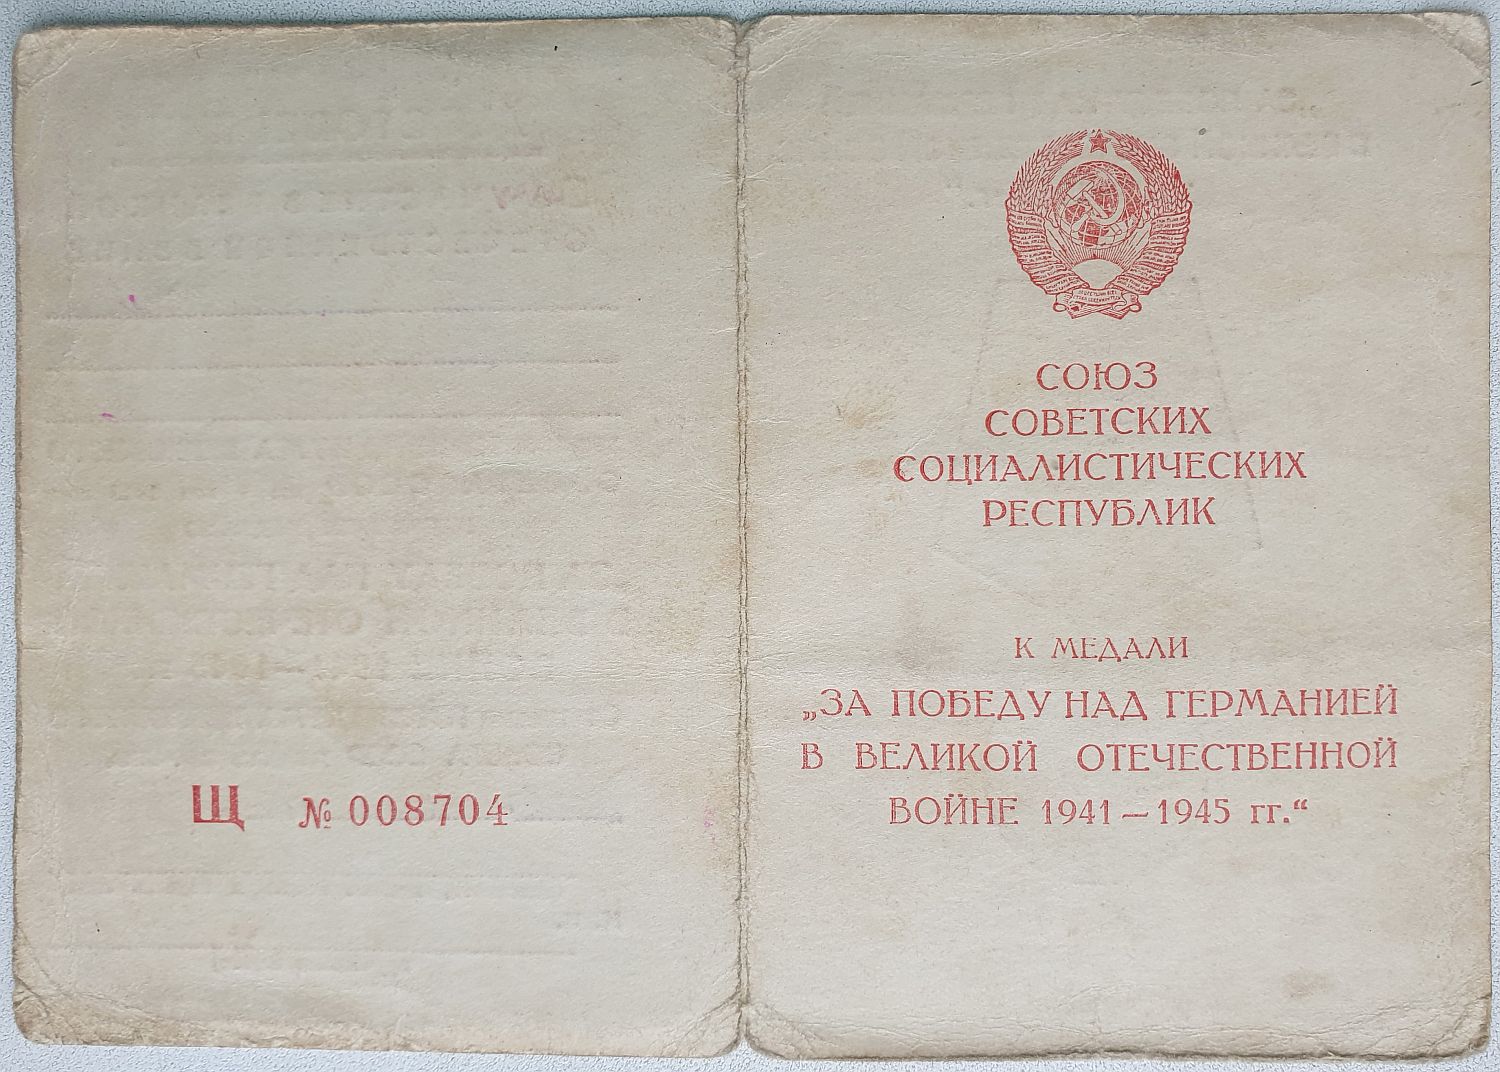 Щ № 008704
СОЮЗ
СОВЕТСКИХ
СОЦИАЛИСТИЧЕСКИХ
РЕСПУБЛИК
К МЕДАЛИ
„ЗА ПОБЕДУ НАД ГЕРМАНИЕЙ
В ВЕЛИКОЙ ОТЕЧЕСТВЕННОЙ
ВОЙНЕ 1941—1945 гг.“